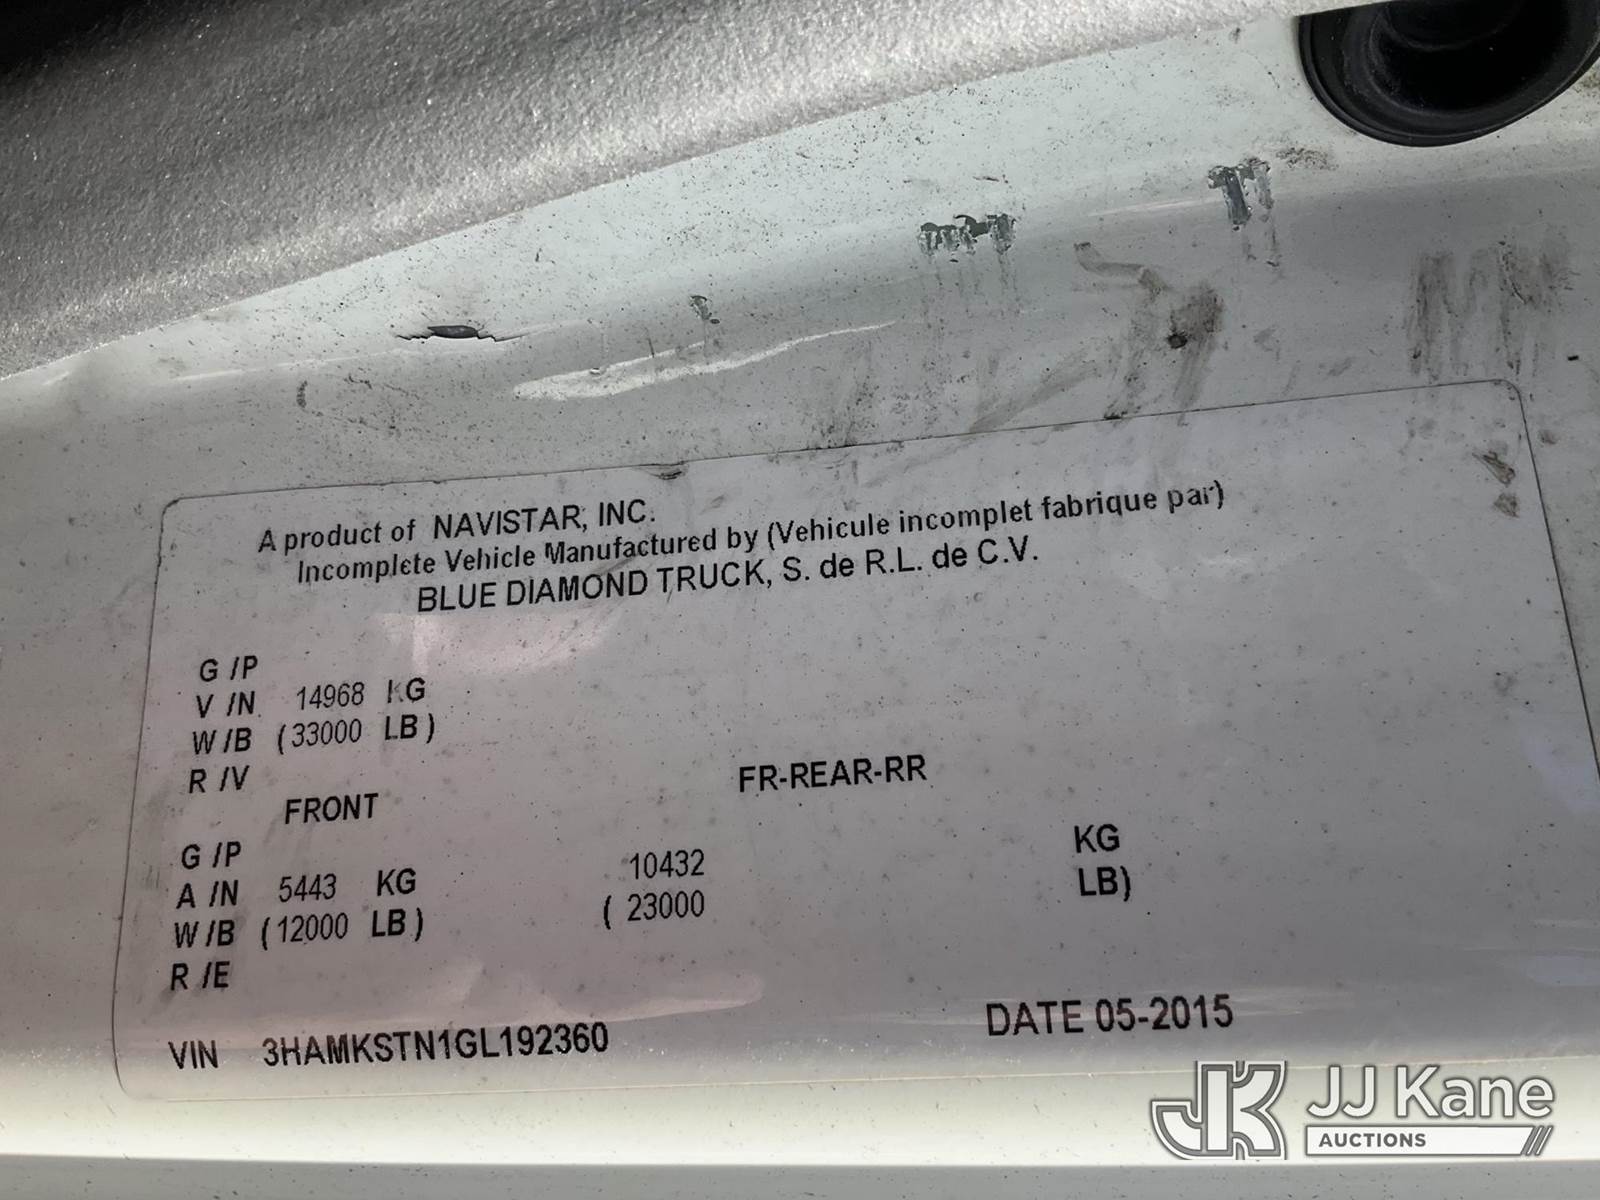 A product of NAVISTAR, INC.
Incomplete Vehicle Manufactured by (Vehicule incomplet fabrique par)
BLUE DIAMOND TRUCK, S. de R.L. de C.V.
G /P
V /N 14968 KG
W /B (33000 LB)
R /V
FRONT FR-REAR-RR
G /P
A /N 5443 KG 10432 KG
W /B (12000 LB) ( 23000 LB)
R /E
VIN 3HAMKSTN1GL192360 DATE 05-2015
JK JJ Kane
AUCTIONS